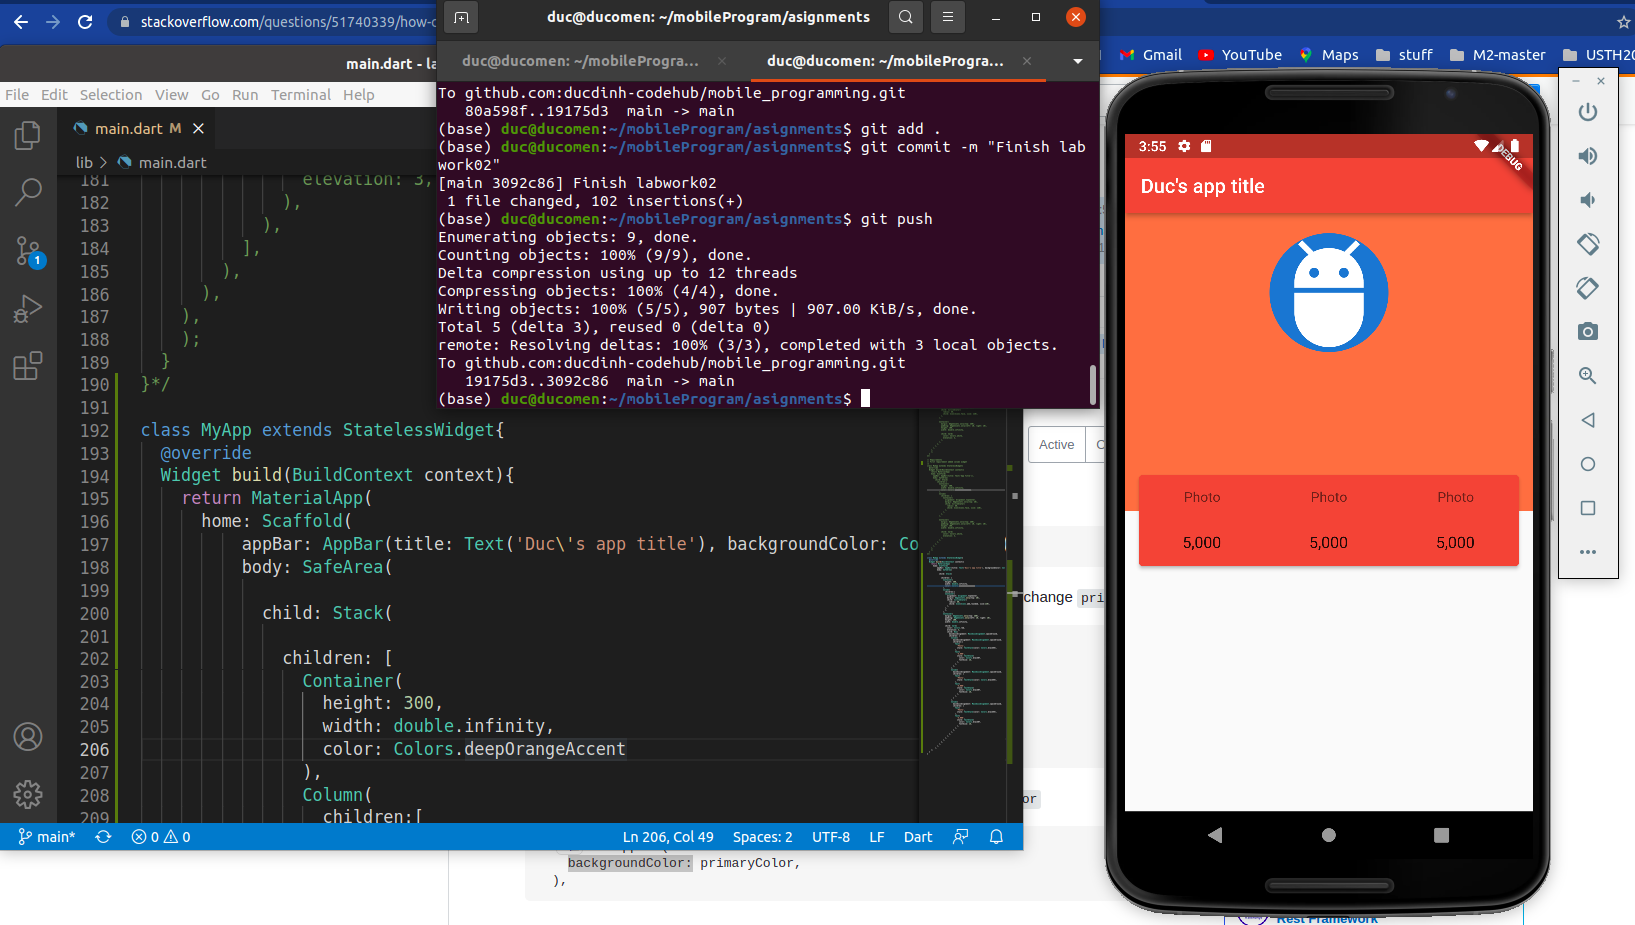 stackoverflow.com/questions/51740339/how-c
Gmail
YouTube
Maps
stuff
M2-master
USTH20
duc@ducomen: ~/mobileProgram/asignments
duc@ducomen: ~/mobileProgra...
duc@ducomen: ~/mobileProgra...
To github.com:ducdinh-codehub/mobile_programming.git
80a598f..19175d3 main -> main
(base) duc@ducomen:~/mobileProgram/asignments$ git add .
(base) duc@ducomen:~/mobileProgram/asignments$ git commit -m "Finish lab
work02"
[main 3092c86] Finish labwork02
1 file changed, 102 insertions(+)
(base) duc@ducomen:~/mobileProgram/asignments$ git push
Enumerating objects: 9, done.
Counting objects: 100% (9/9), done.
Delta compression using up to 12 threads
Compressing objects: 100% (4/4), done.
Writing objects: 100% (5/5), 907 bytes | 907.00 KiB/s, done.
Total 5 (delta 3), reused 0 (delta 0)
remote: Resolving deltas: 100% (3/3), completed with 3 local objects.
To github.com:ducdinh-codehub/mobile_programming.git
19175d3..3092c86 main -> main
(base) duc@ducomen:~/mobileProgram/asignments$
main.dart - la
File Edit Selection View Go Run Terminal Help
main.dart M
lib > main.dart
1
181 elevation: 3,
182 ),
183 ),
184 ],
185 ),
186 ),
187 ),
188 );
189 }
190 }*/
191
192 class MyApp extends StatelessWidget{
193 @override
194 Widget build(BuildContext context){
195 return MaterialApp(
196 home: Scaffold(
197 appBar: AppBar(title: Text('Duc\'s app title'), backgroundColor: Co
198 body: SafeArea(
199
200 child: Stack(
201
202 children: [
203 Container(
204 height: 300,
205 width: double.infinity,
206 color: Colors.deepOrangeAccent
207 ),
208 Column(
209 children:[
main* 0 0 Ln 206, Col 49 Spaces: 2 UTF-8 LF Dart
Active
change pri
or
backgroundColor: primaryColor,
),
Rest Framework
3:55
DEBUG
Duc's app title
Photo Photo Photo
5,000 5,000 5,000